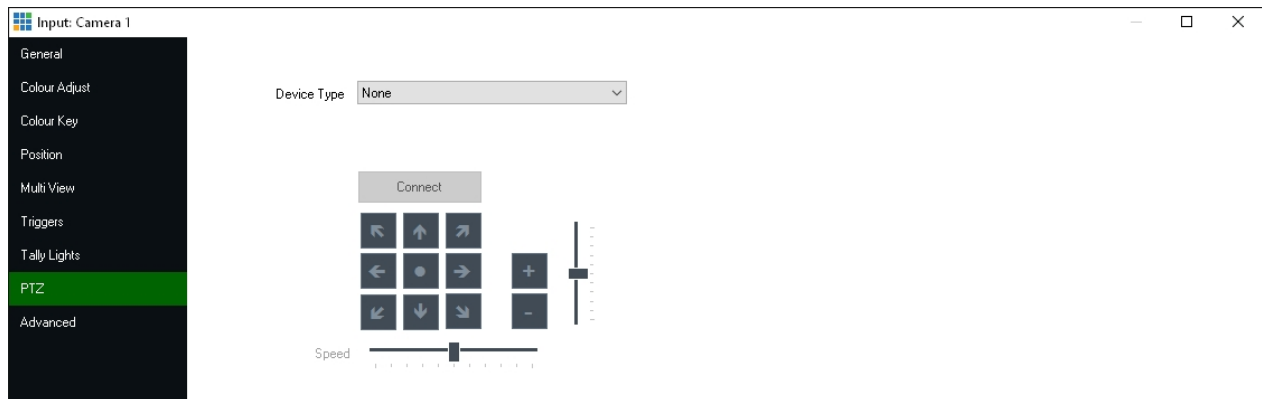 Input: Camera 1
General
Colour Adjust
Colour Key
Position
Multi View
Triggers
Tally Lights
PTZ
Advanced
Device Type None
Connect
+
-
Speed